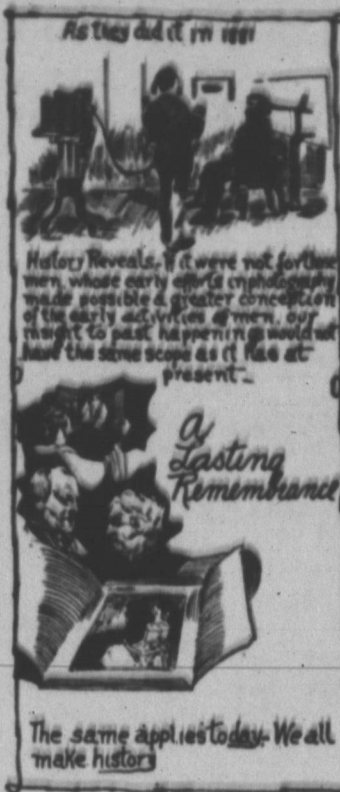 As they did it in 1881
History Reveals. If it were not for these
men, whose early efforts in photography
made possible a greater conception
of the early activities of men, our
insight to past happenings would not
have the same scope as it has at
present_
A
Lasting
Remembrance
The same applies today- We all
make history